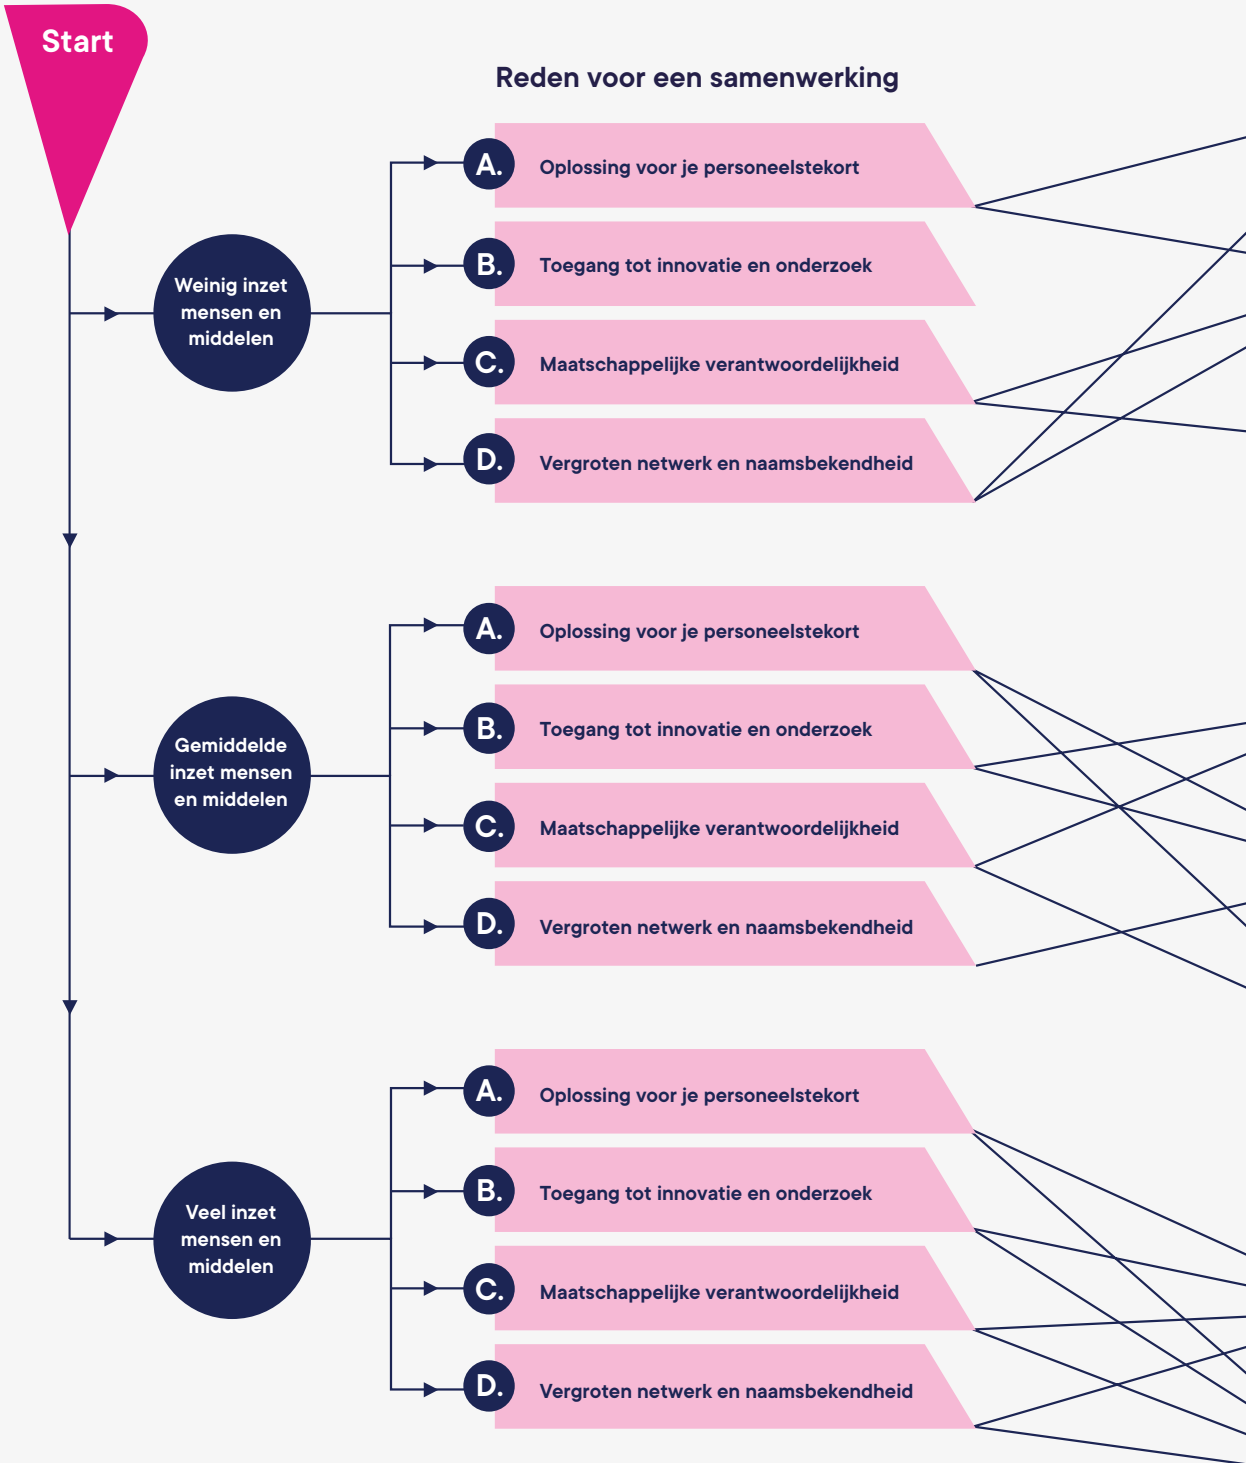 Start
Reden voor een samenwerking
Weinig inzet
mensen en
middelen
A. Oplossing voor je personeelstekort
B. Toegang tot innovatie en onderzoek
C. Maatschappelijke verantwoordelijkheid
D. Vergroten netwerk en naamsbekendheid
Gemiddelde
inzet mensen
en middelen
A. Oplossing voor je personeelstekort
B. Toegang tot innovatie en onderzoek
C. Maatschappelijke verantwoordelijkheid
D. Vergroten netwerk en naamsbekendheid
Veel inzet
mensen en
middelen
A. Oplossing voor je personeelstekort
B. Toegang tot innovatie en onderzoek
C. Maatschappelijke verantwoordelijkheid
D. Vergroten netwerk en naamsbekendheid